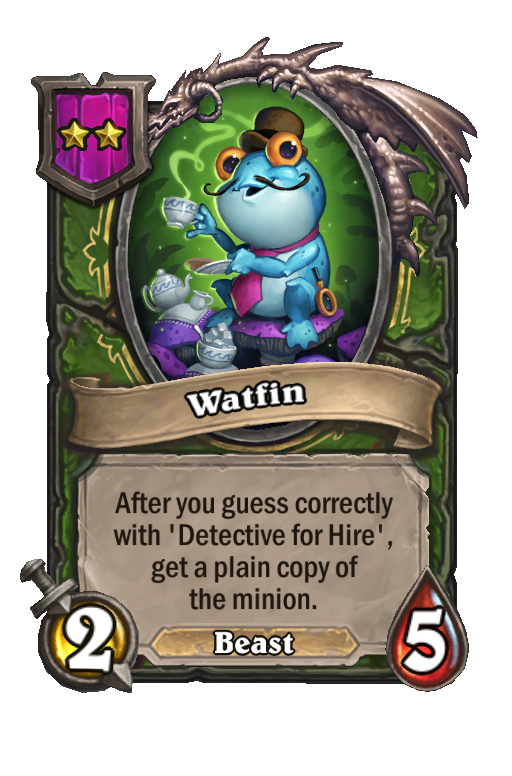 Watfin
After you guess correctly
with 'Detective for Hire',
get a plain copy of
the minion.
2
Beast
5